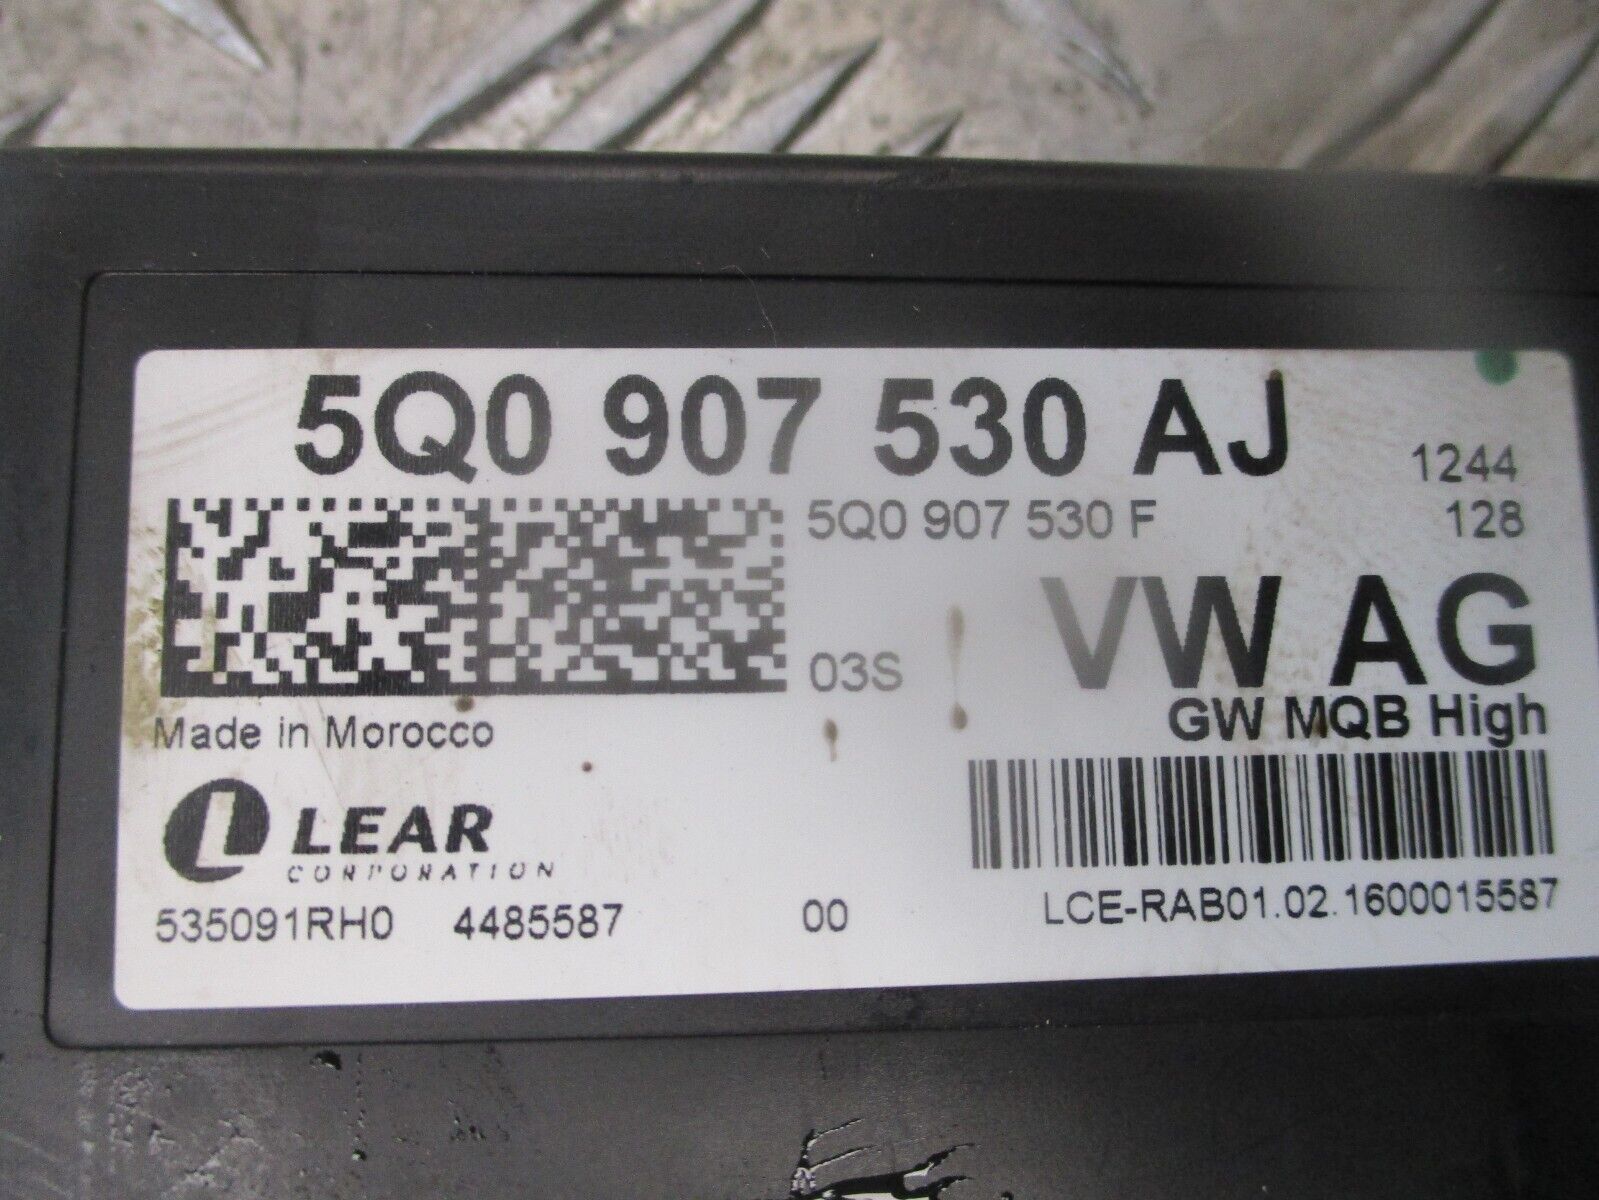 5Q0 907 530 AJ 1244
5Q0 907 530 F 128
VW AG
03S
GW MQB High
Made in Morocco
LEAR
CORPORATION
535091RH0 4485587 00 LCE-RAB01.02.1600015587